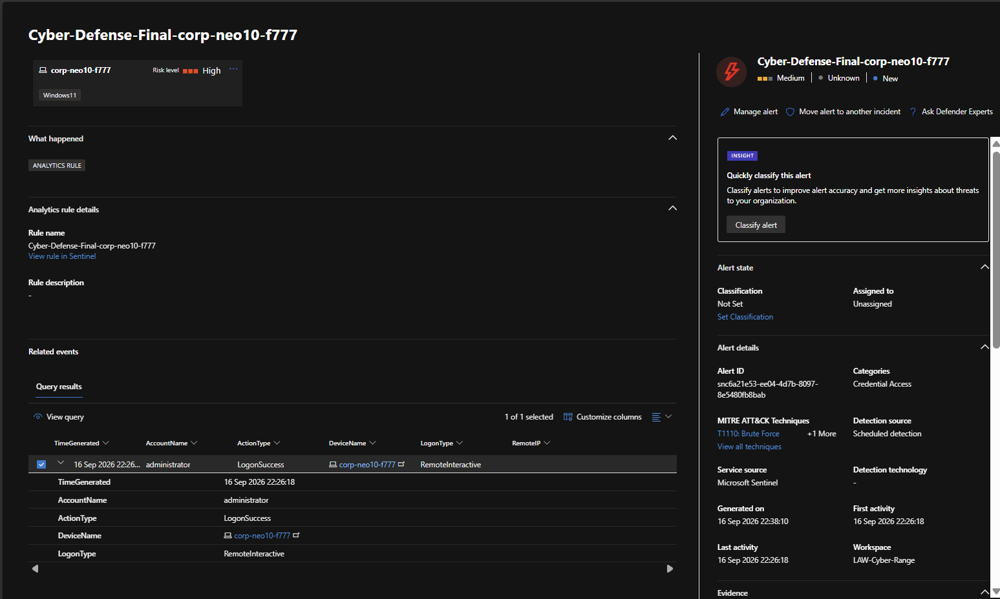 Cyber-Defense-Final-corp-neo10-f777
corp-neo10-f777 Risk level High ...
Windows11
What happened
ANALYTICS RULE
Analytics rule details
Rule name
Cyber-Defense-Final-corp-neo10-f777
View rule in Sentinel
Rule description
-
Related events
Query results
View query 1 of 1 selected Customize columns
TimeGenerated AccountName ActionType DeviceName LogonType RemoteIP
16 Sep 2026 22:26... administrator LogonSuccess corp-neo10-f777 RemoteInteractive
TimeGenerated 16 Sep 2026 22:26:18
AccountName administrator
ActionType LogonSuccess
DeviceName corp-neo10-f777
LogonType RemoteInteractive
Cyber-Defense-Final-corp-neo10-f777
Medium Unknown New
Manage alert Move alert to another incident ? Ask Defender Experts
INSIGHT
Quickly classify this alert
Classify alerts to improve alert accuracy and get more insights about threats
to your organization.
Classify alert
Alert state
Classification Assigned to
Not Set Unassigned
Set Classification
Alert details
Alert ID Categories
snc6a21e53-ee04-4d7b-8097- Credential Access
8e5480fb8bab
MITRE ATT&CK Techniques Detection source
T1110: Brute Force +1 More Scheduled detection
View all techniques
Service source Detection technology
Microsoft Sentinel -
Generated on First activity
16 Sep 2026 22:38:10 16 Sep 2026 22:26:18
Last activity Workspace
16 Sep 2026 22:26:18 LAW-Cyber-Range
Evidence